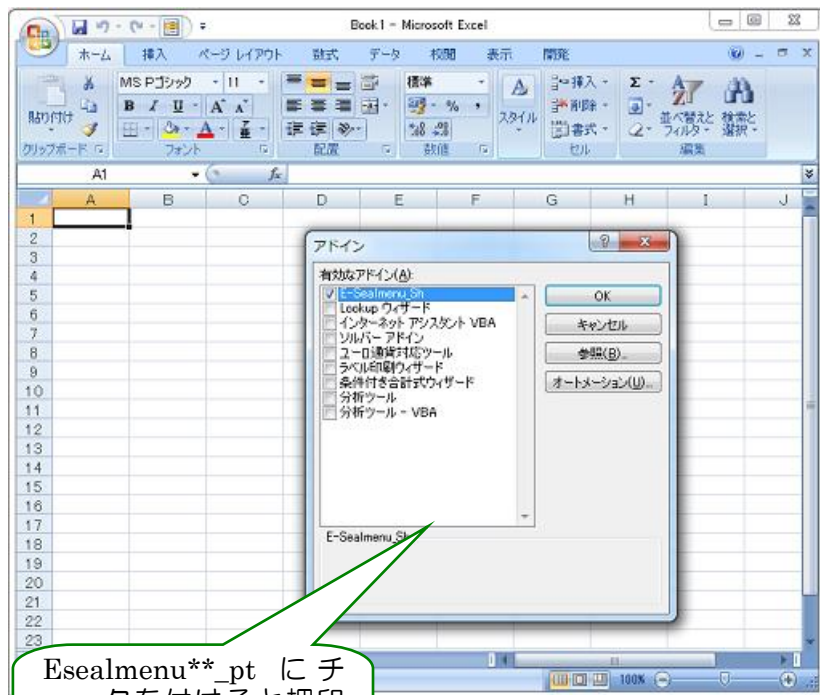 Book1 - Microsoft Excel
ホーム 挿入 ページ レイアウト 数式 データ 校閲 表示 開発
MS Pゴシック 11 標準 挿入 Σ
B I U A A % , 削除
貼り付け スタイル 書式 並べ替えと フィルタ 検索と 選択
クリップボード フォント 配置 数値 セル 編集
A1 fx
A B C D E F G H I J
1
2
3
4
5
6
7
8
9
10
11
12
13
14
15
16
17
18
19
20
21
22
23
アドイン
有効なアドイン(A):
E-Sealmenu_Sh
Lookup ウィザード
インターネット アシスタント VBA
ソルバー アドイン
ユーロ通貨対応ツール
ラベル印刷ウィザード
条件付き合計式ウィザード
分析ツール
分析ツール - VBA
OK
キャンセル
参照(B)...
オートメーション(U)...
E-Sealmenu_Sh
Esealmenu**_pt に チ
100%